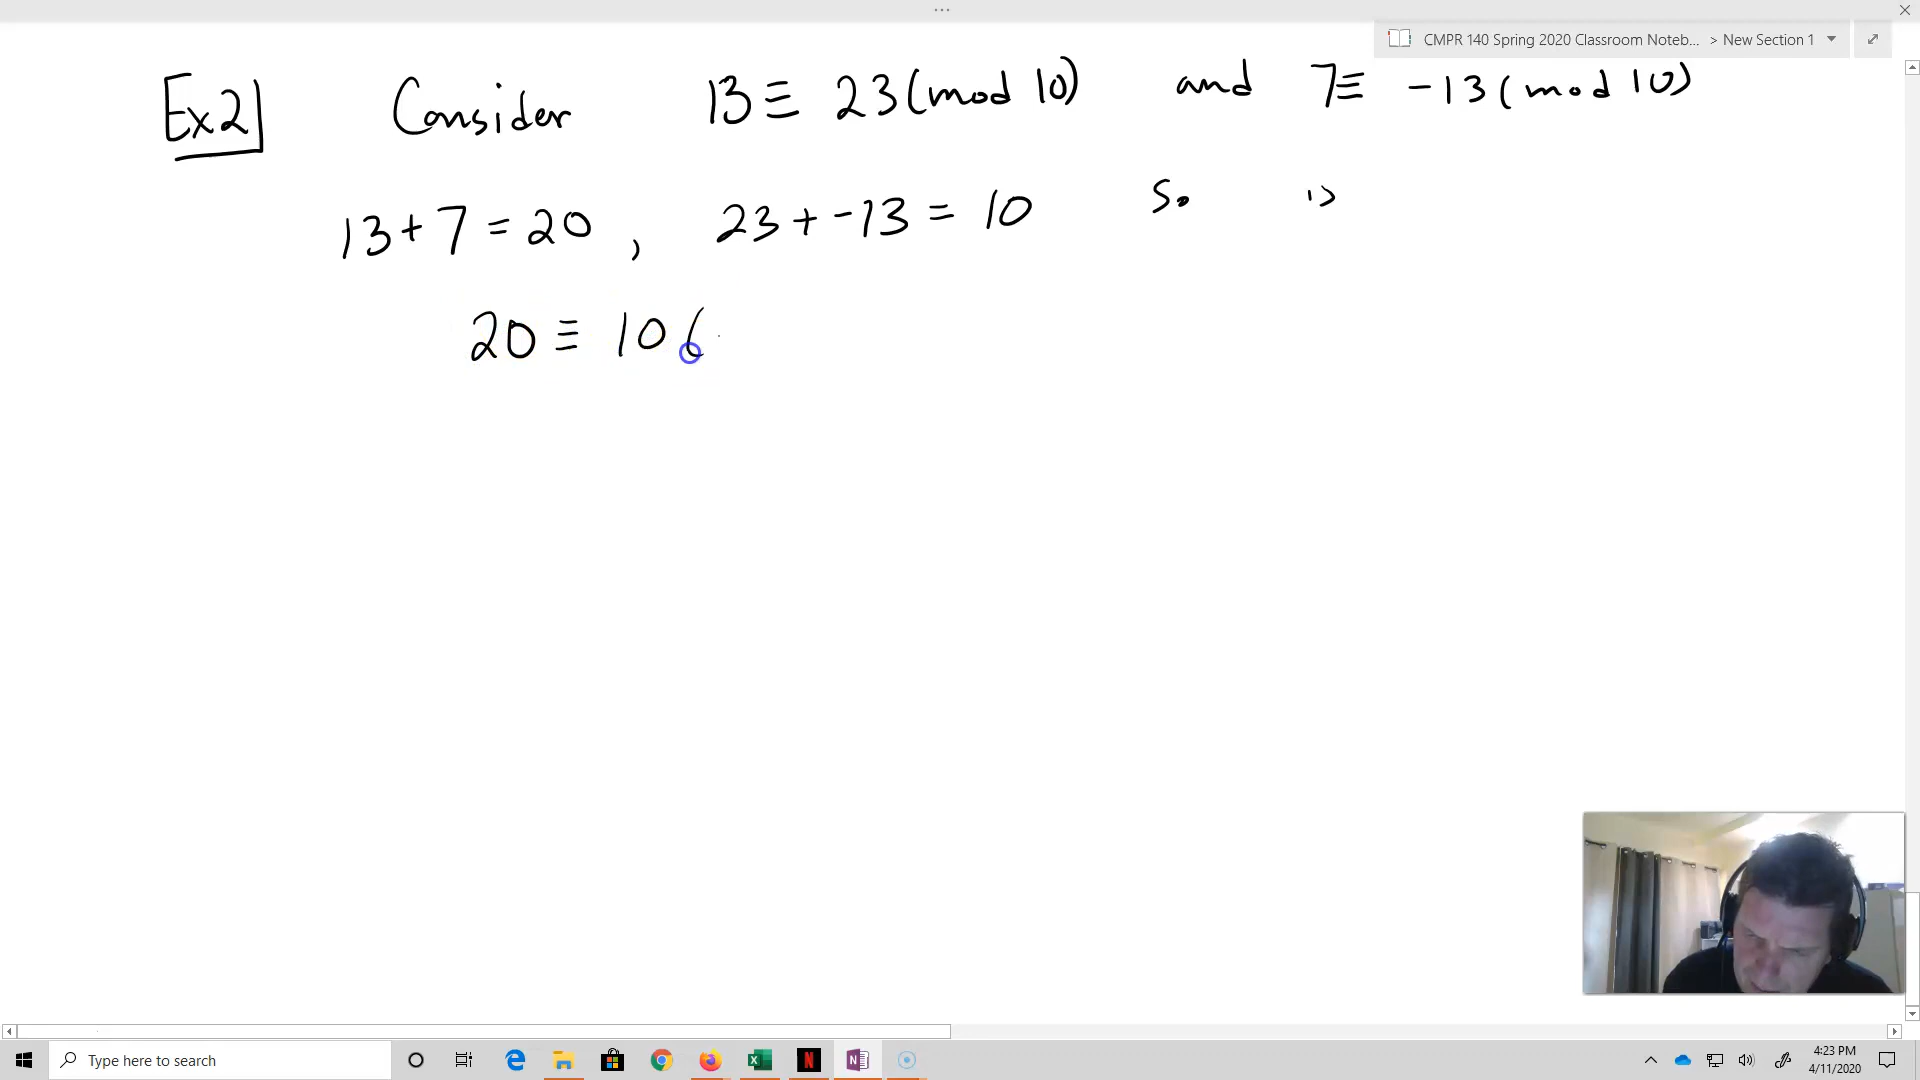 CMPR 140 Spring 2020 Classroom Noteb... > New Section 1
Ex2 Consider 13 ≡ 23 (mod 10) and 7 ≡ -13 (mod 10)
13 + 7 = 20 , 23 + -13 = 10 So is
20 ≡ 10 (
Type here to search
4:23 PM
4/11/2020